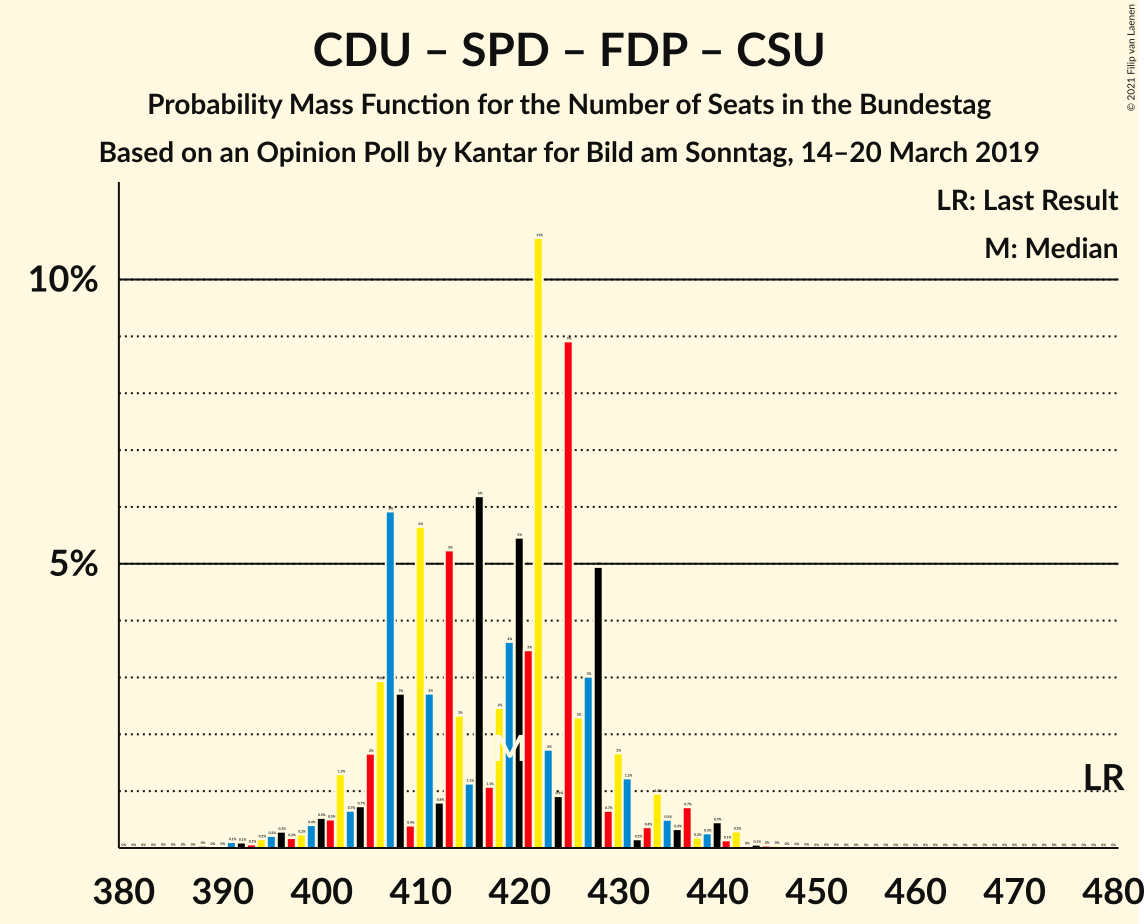 CDU – SPD – FDP – CSU
Probability Mass Function for the Number of Seats in the Bundestag
Based on an Opinion Poll by Kantar for Bild am Sonntag, 14–20 March 2019
© 2021 Filip van Laenen
LR: Last Result
M: Median
10%
5%
M
LR
380 390 400 410 420 430 440 450 460 470 480